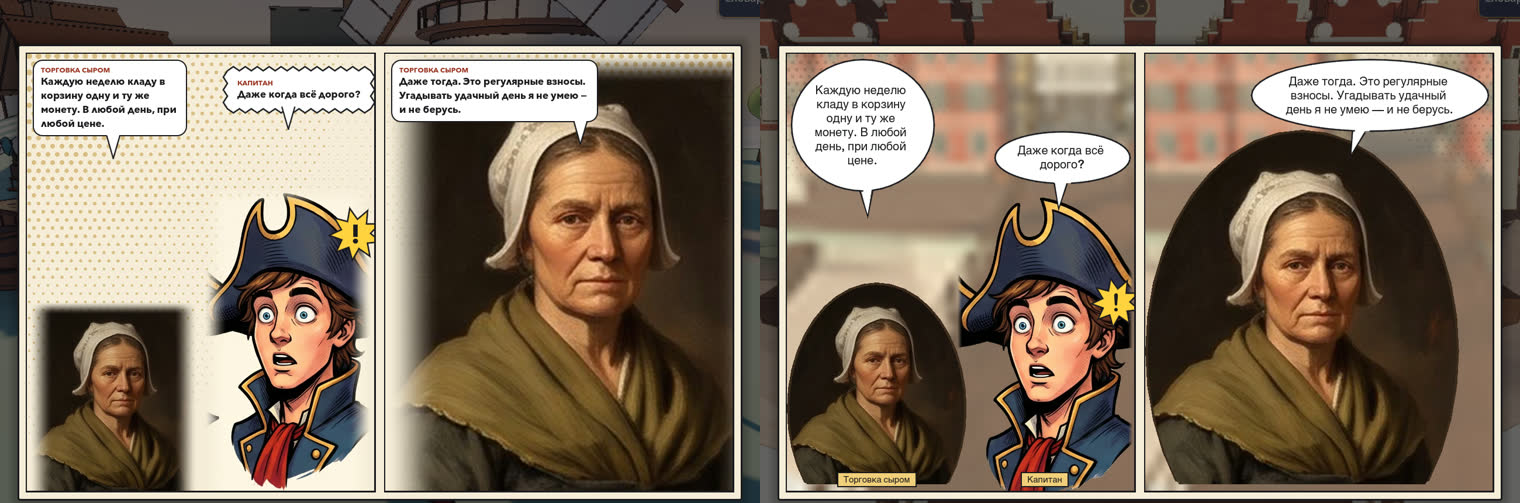 ТОРГОВКА СЫРОМ
Каждую неделю кладу в
корзину одну и ту же
монету. В любой день, при
любой цене.
КАПИТАН
Даже когда всё дорого?
!
ТОРГОВКА СЫРОМ
Даже тогда. Это регулярные взносы.
Угадывать удачный день я не умею –
и не берусь.
Каждую неделю
кладу в корзину
одну и ту же
монету. В любой
день, при любой
цене.
Даже когда всё
дорого?
!
Торговка сыром
Капитан
Даже тогда. Это регулярные
взносы. Угадывать удачный
день я не умею — и не берусь.